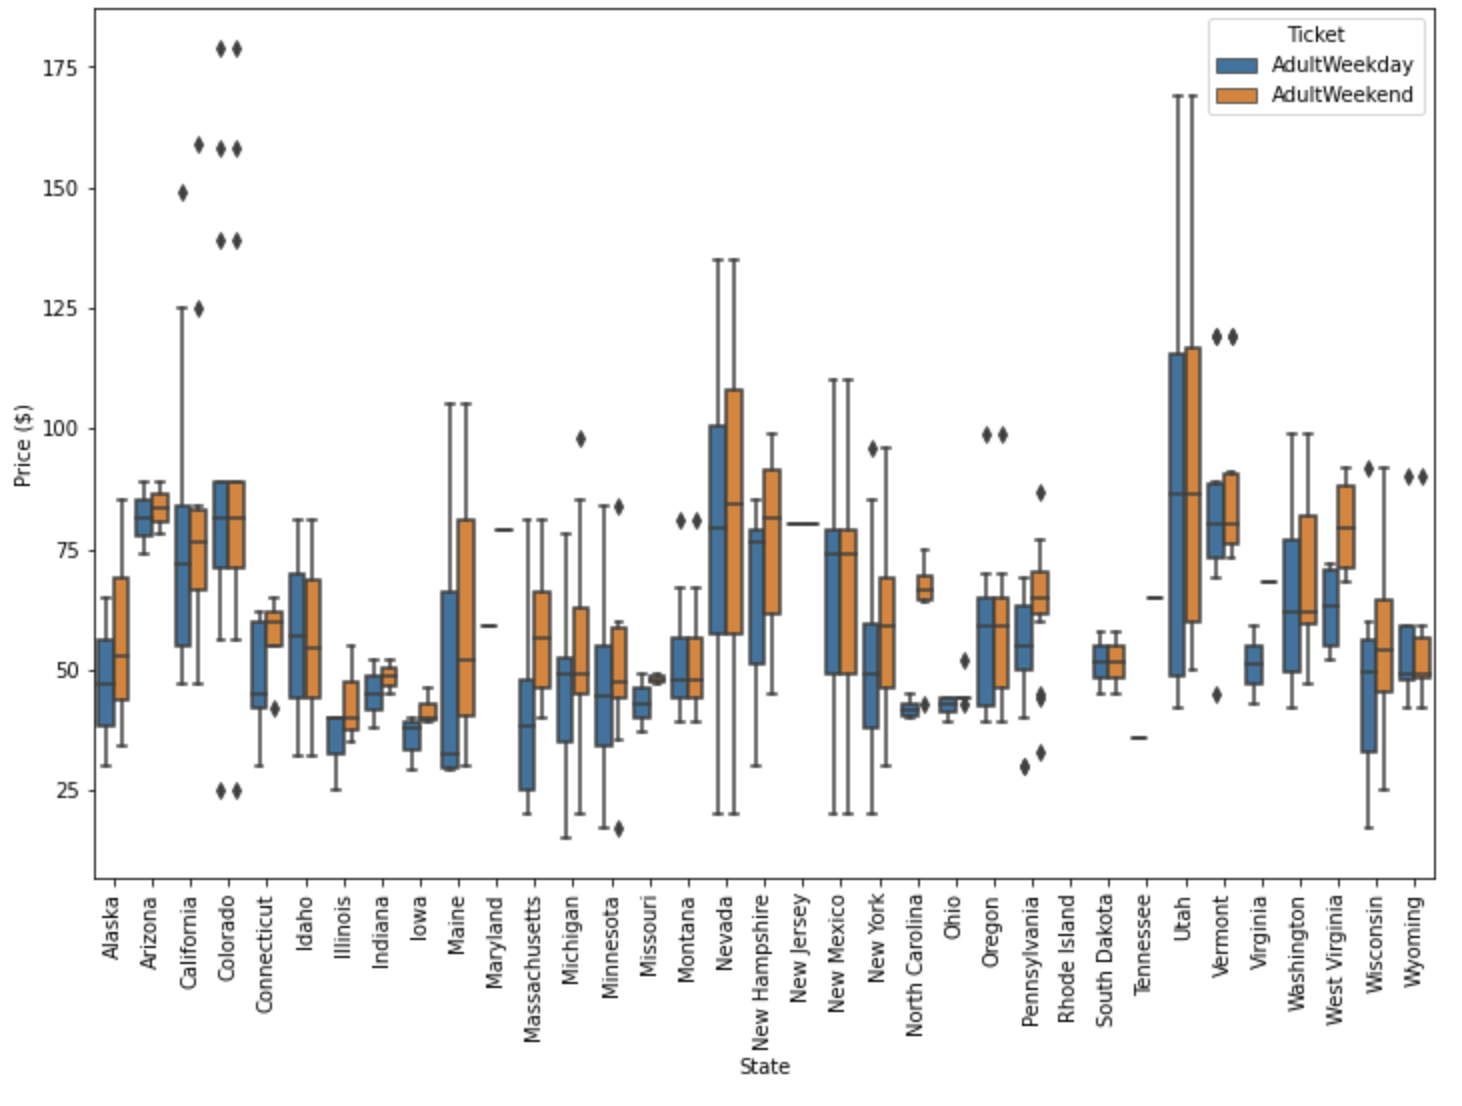 Ticket
AdultWeekday
AdultWeekend
175
150
125
100
75
50
25
Price ($)
Alaska
Arizona
California
Colorado
Connecticut
Idaho
Illinois
Indiana
Iowa
Maine
Maryland
Massachusetts
Michigan
Minnesota
Missouri
Montana
Nevada
New Hampshire
New Jersey
New Mexico
New York
North Carolina
Ohio
Oregon
Pennsylvania
Rhode Island
South Dakota
Tennessee
Utah
Vermont
Virginia
Washington
West Virginia
Wisconsin
Wyoming
State